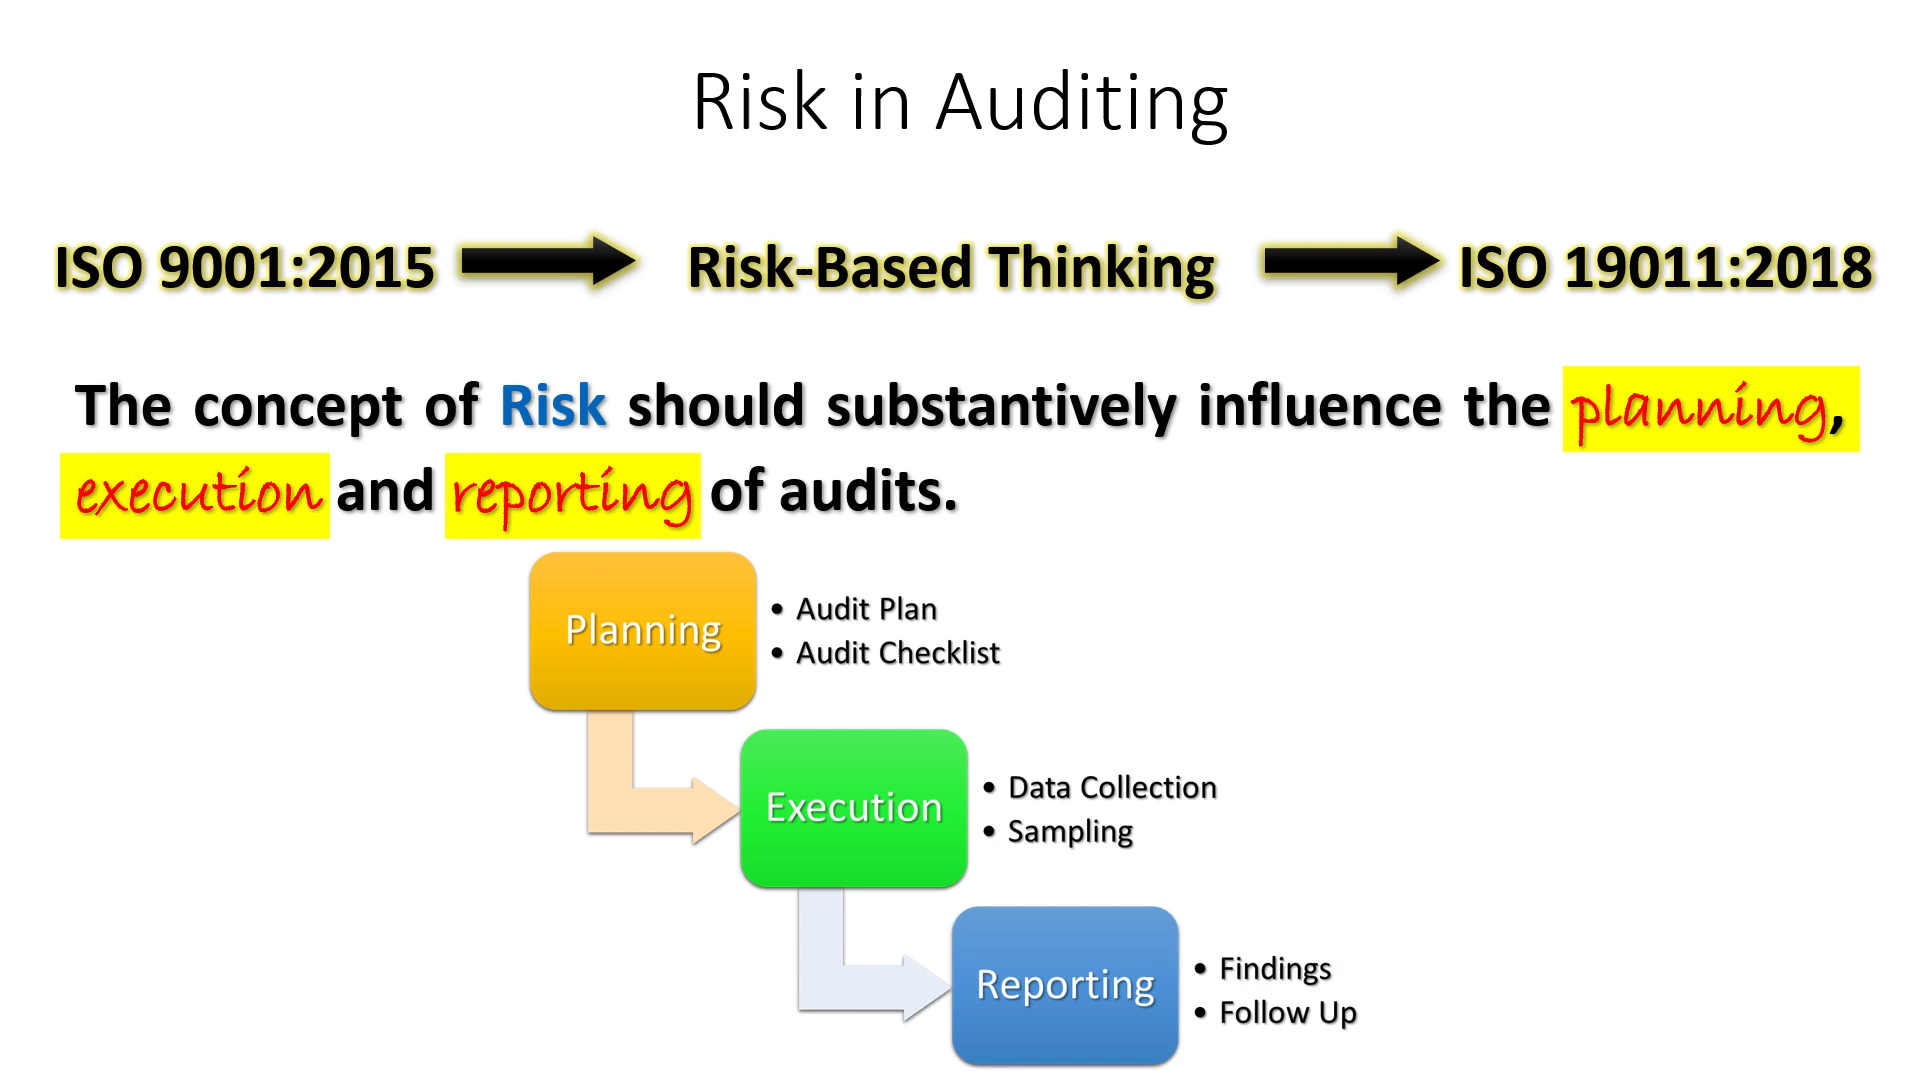 Risk in Auditing
ISO 9001:2015 Risk-Based Thinking ISO 19011:2018
The concept of Risk should substantively influence the planning,
execution and reporting of audits.
Planning
• Audit Plan
• Audit Checklist
Execution
• Data Collection
• Sampling
Reporting
• Findings
• Follow Up